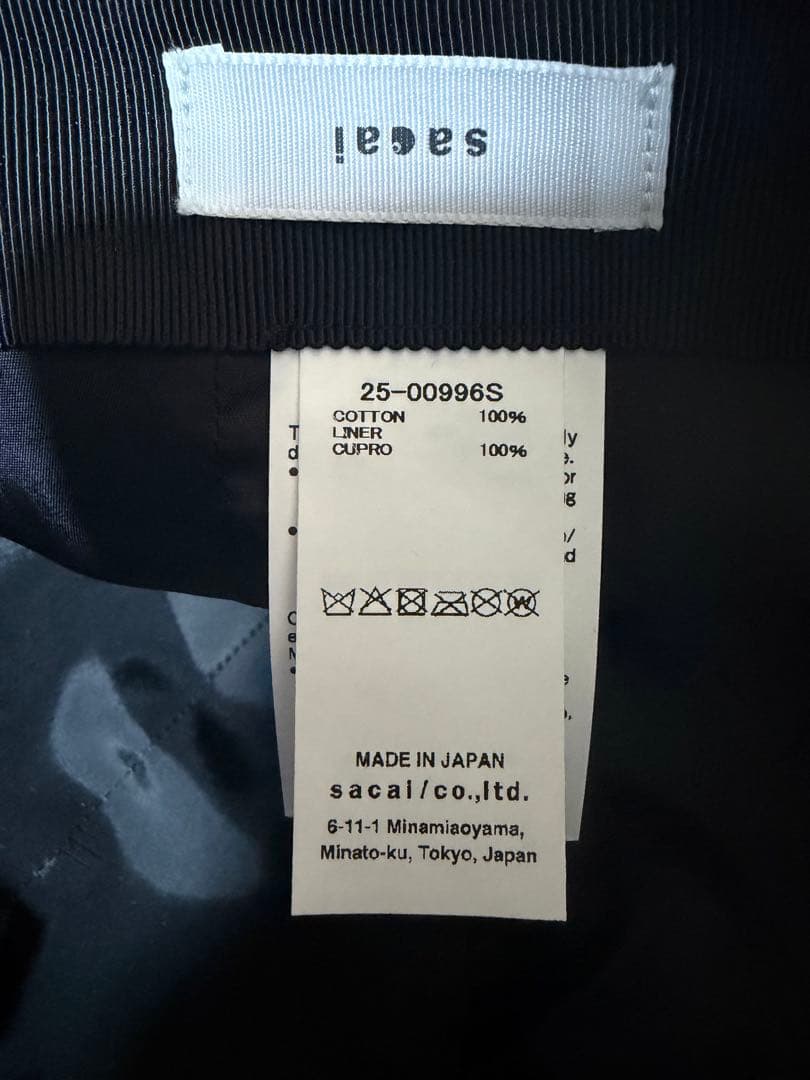 sacai
25-00996S
COTTON 100%
LINER
CUPRO 100%
W
MADE IN JAPAN
sacai/co.,ltd.
6-11-1 Minamiaoyama,
Minato-ku, Tokyo, Japan